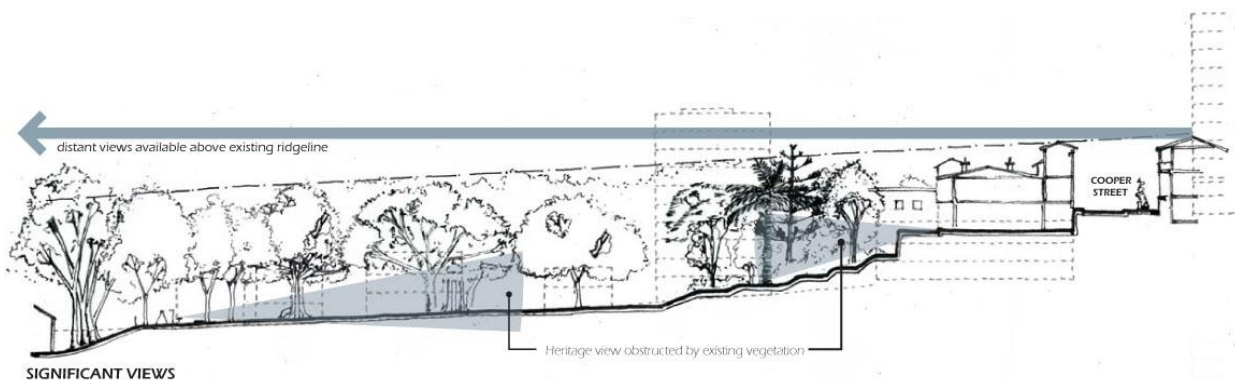 distant views available above existing ridgeline
COOPER
STREET
Heritage view obstructed by existing vegetation
SIGNIFICANT VIEWS